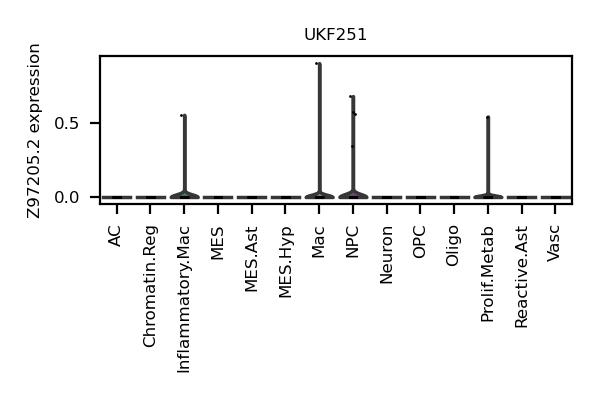 UKF251
Z97205.2 expression
0.5
0.0
AC
Chromatin.Reg
Inflammatory.Mac
MES
MES.Ast
MES.Hyp
Mac
NPC
Neuron
OPC
Oligo
Prolif.Metab
Reactive.Ast
Vasc